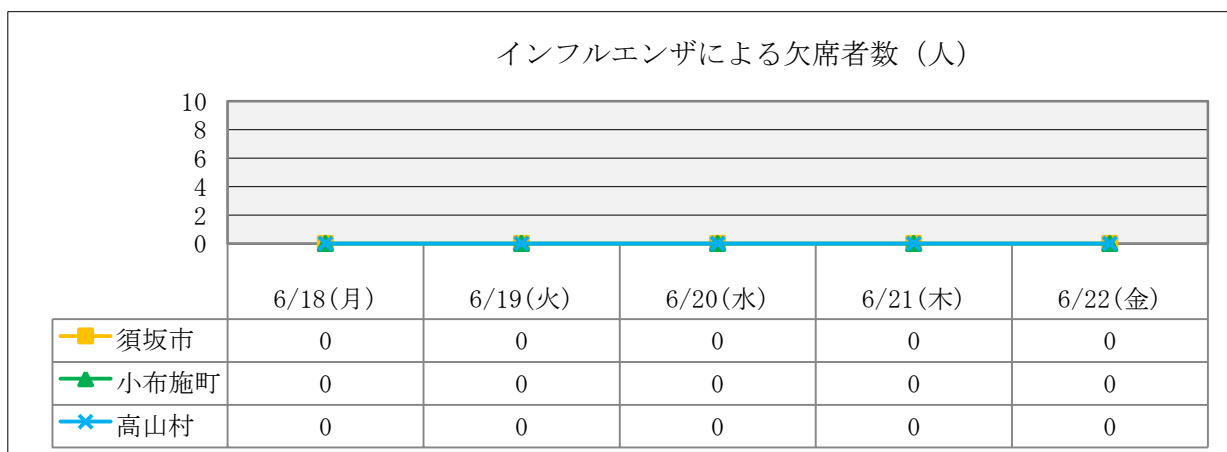 インフルエンザによる欠席者数（人）
10
8
6
4
2
0
6/18(月) 6/19(火) 6/20(水) 6/21(木) 6/22(金)
須坂市 0 0 0 0 0
小布施町 0 0 0 0 0
高山村 0 0 0 0 0